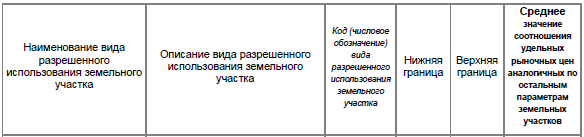 Наименование вида
разрешенного
использования земельного
участка
Описание вида разрешенного
использования земельного
участка
Код (числовое
обозначение)
вида
разрешенного
использования
земельного
участка
Нижняя
граница
Верхняя
граница
Среднее
значение
соотношения
удельных
рыночных цен
аналогичных по
остальным
параметрам
земельных
участков